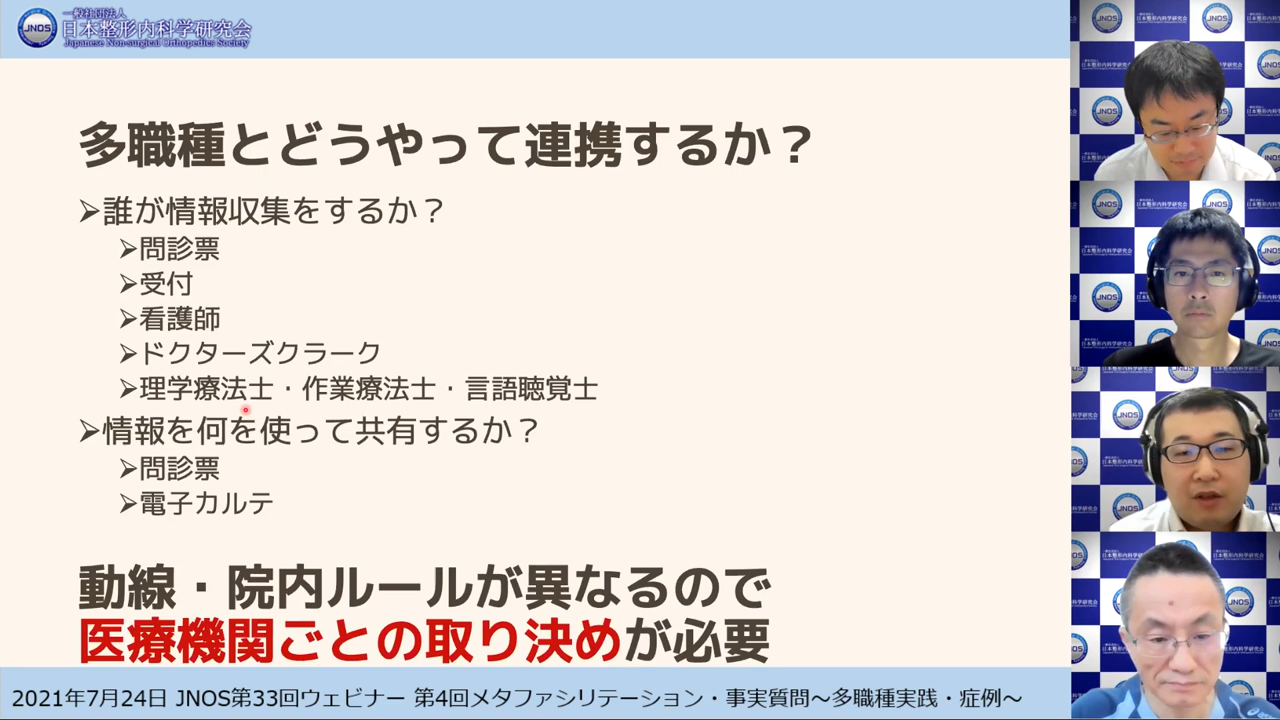 一般社団法人
JNOS 日本整形内科学研究会
Japanese Non-surgical Orthopedics Society
多職種とどうやって連携するか？
➢誰が情報収集をするか？
➢問診票
➢受付
➢看護師
➢ドクターズクラーク
➢理学療法士・作業療法士・言語聴覚士
➢情報を何を使って共有するか？
➢問診票
➢電子カルテ
動線・院内ルールが異なるので
医療機関ごとの取り決めが必要
2021年7月24日 JNOS第33回ウェビナー 第4回メタファシリテーション・事実質問～多職種実践・症例～